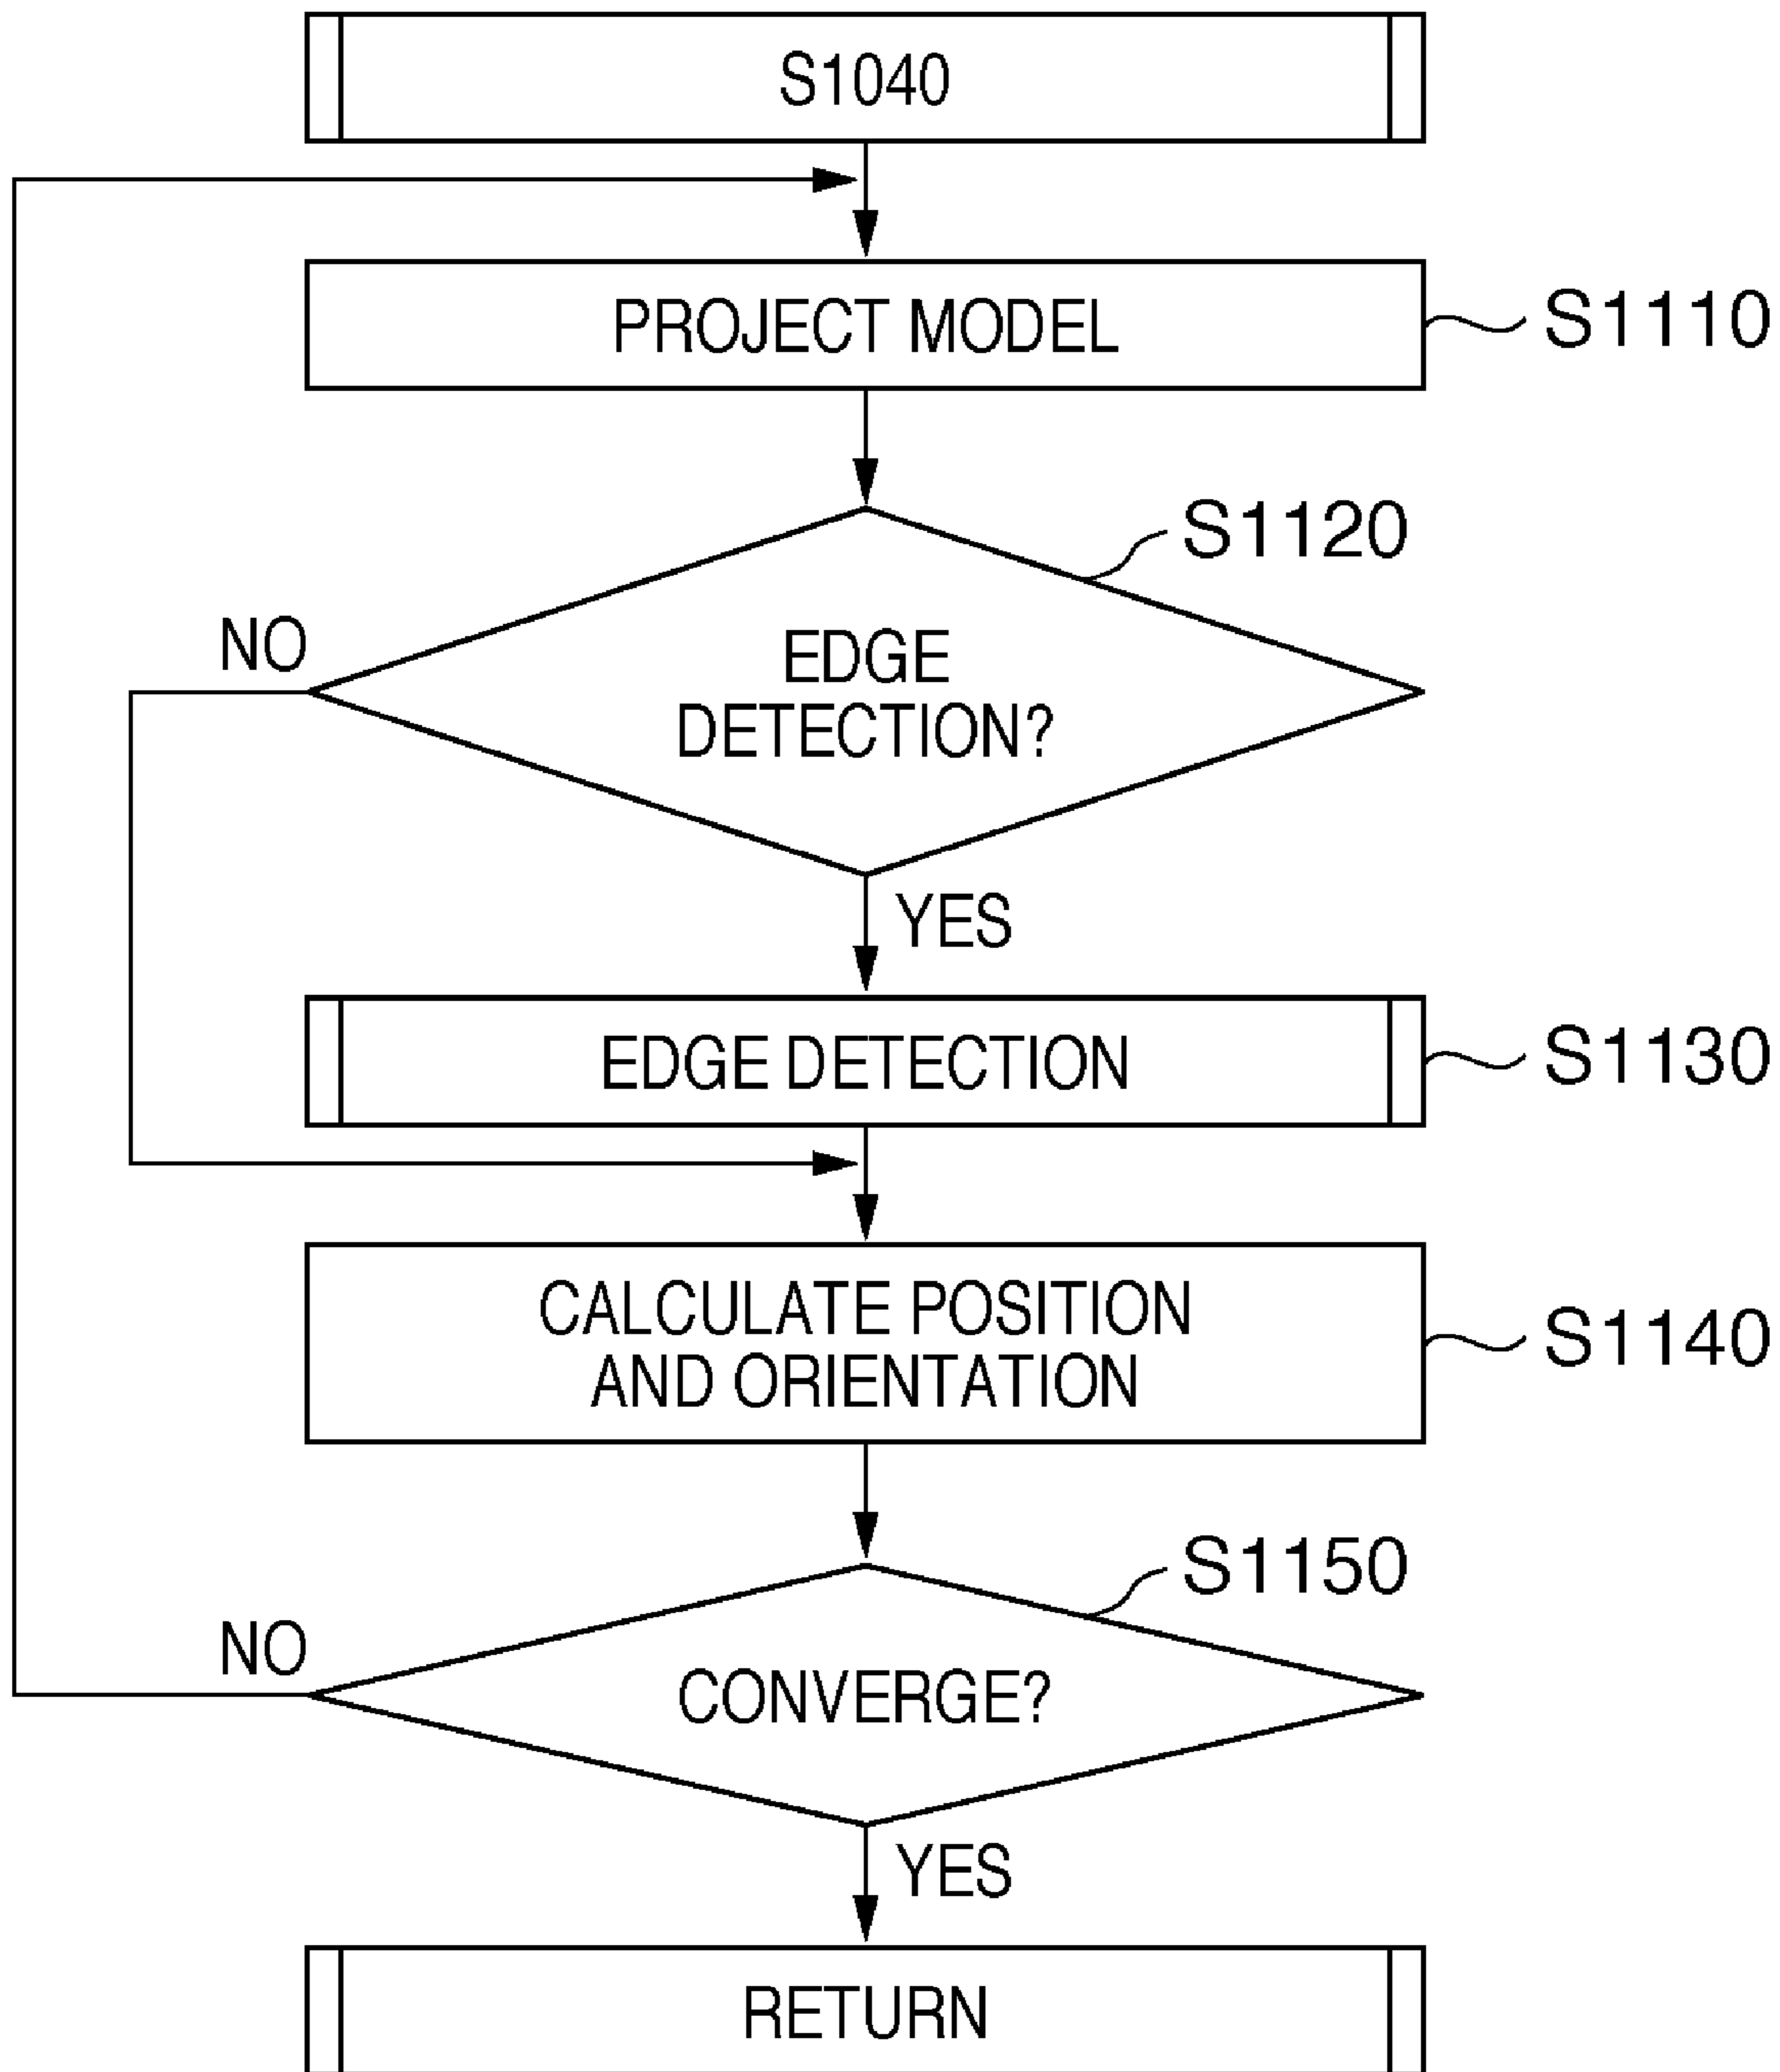 S1040
PROJECT MODEL
S1110
S1120
NO
EDGE
DETECTION?
YES
EDGE DETECTION
S1130
CALCULATE POSITION
AND ORIENTATION
S1140
S1150
NO
CONVERGE?
YES
RETURN